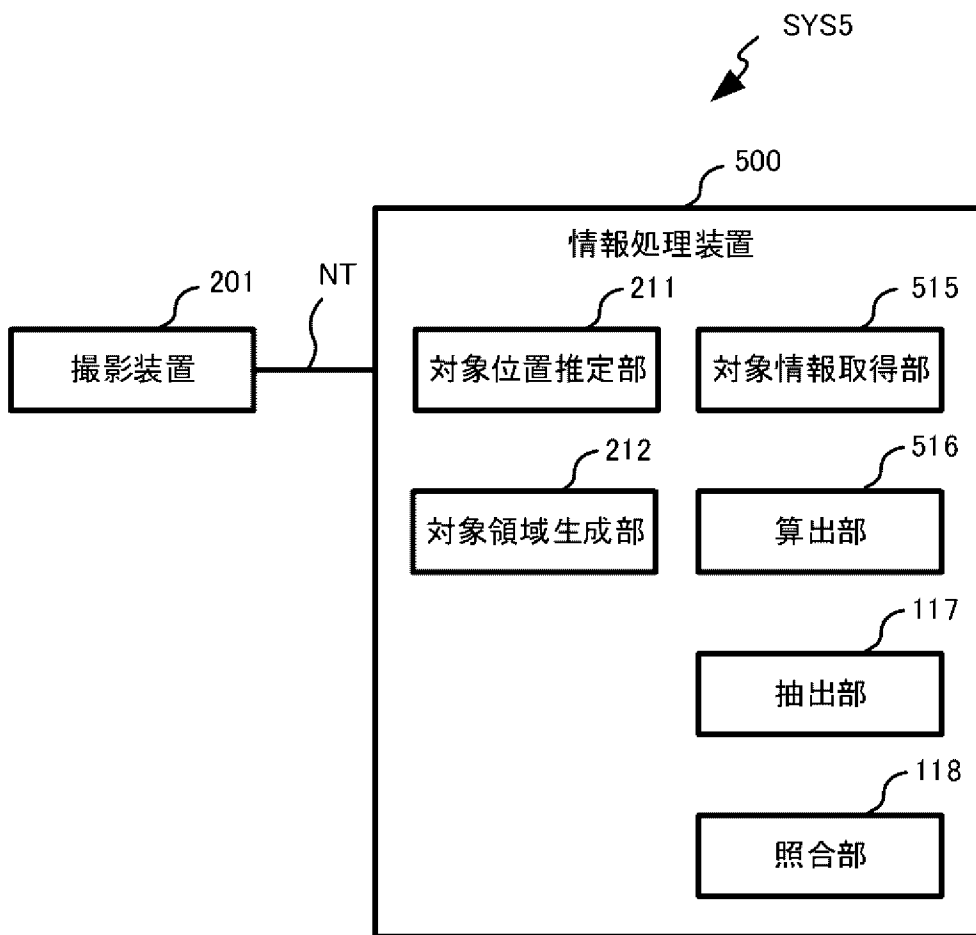 SYS5
500
情報処理装置
201
NT
211
515
撮影装置
対象位置推定部
対象情報取得部
212
516
対象領域生成部
算出部
117
抽出部
118
照合部